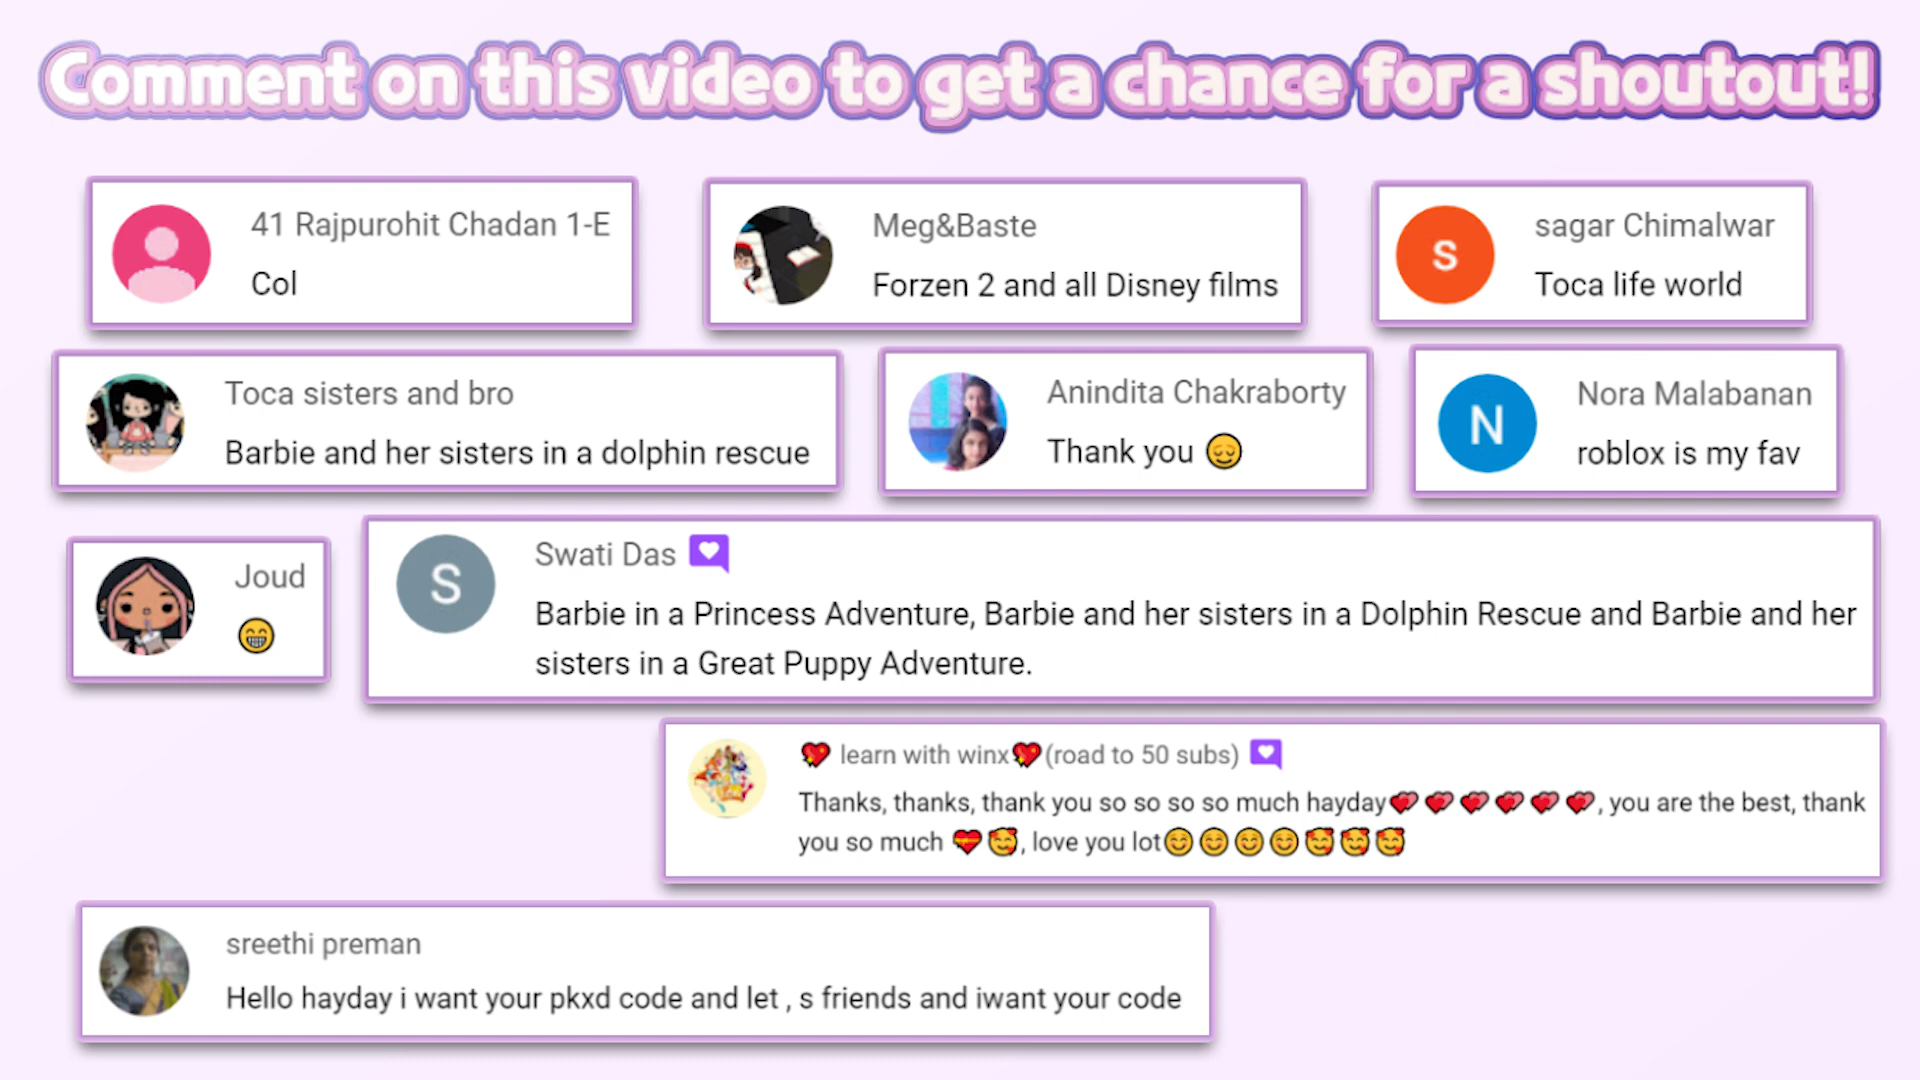 Comment on this video to get a chance for a shoutout!
41 Rajpurohit Chadan 1-E
Col
Meg&Baste
Forzen 2 and all Disney films
sagar Chimalwar
S
Toca life world
Toca sisters and bro
Barbie and her sisters in a dolphin rescue
Anindita Chakraborty
Thank you 😌
Nora Malabanan
N
roblox is my fav
Joud
😁
Swati Das
S
Barbie in a Princess Adventure, Barbie and her sisters in a Dolphin Rescue and Barbie and her
sisters in a Great Puppy Adventure.
💖 learn with winx💖(road to 50 subs)
Thanks, thanks, thank you so so so so much hayday💕💕💕💕💕💕, you are the best, thank
you so much 💝🥰, love you lot😊😊😊😊🥰🥰🥰
sreethi preman
Hello hayday i want your pkxd code and let , s friends and iwant your code